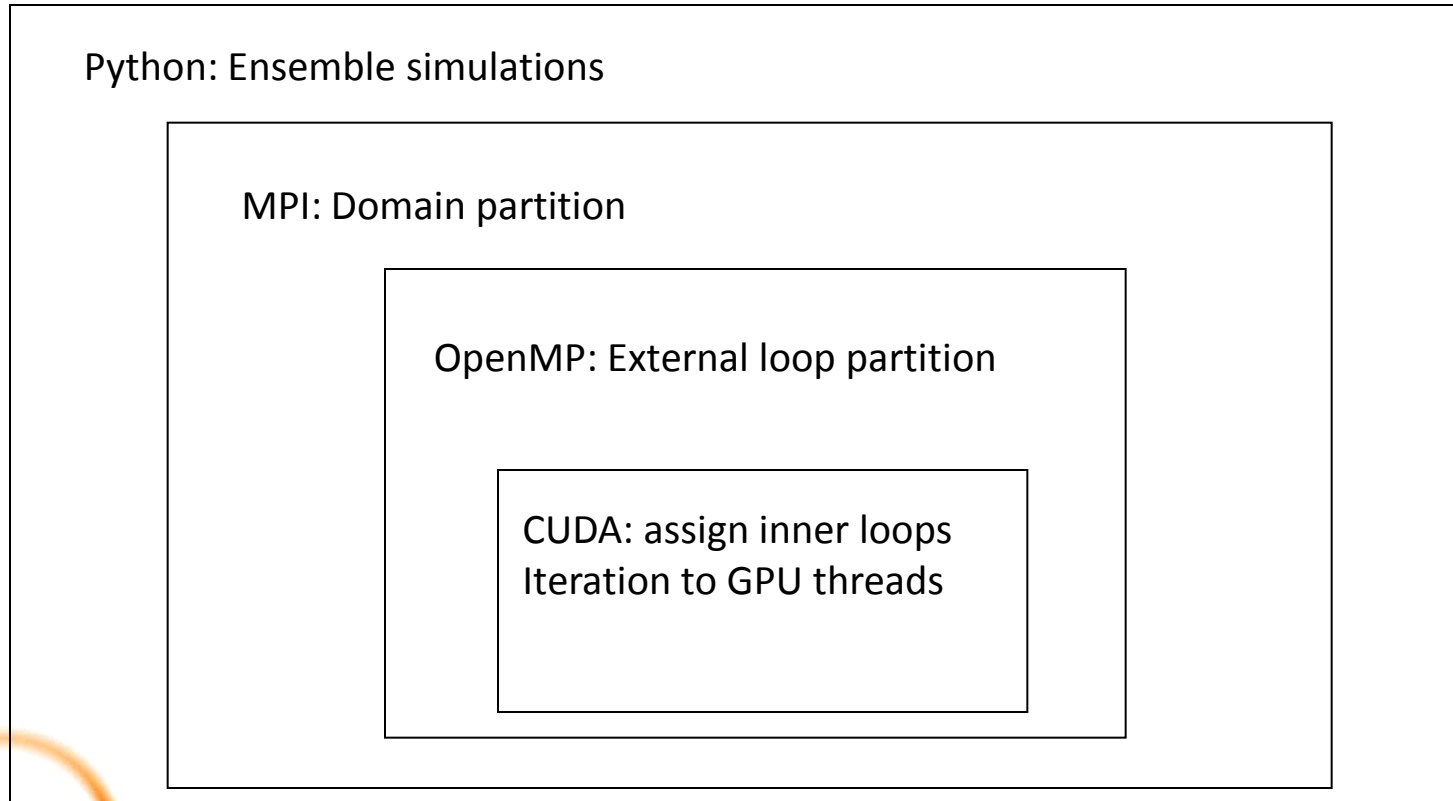 Python: Ensemble simulations
MPI: Domain partition
OpenMP: External loop partition
CUDA: assign inner loops
Iteration to GPU threads